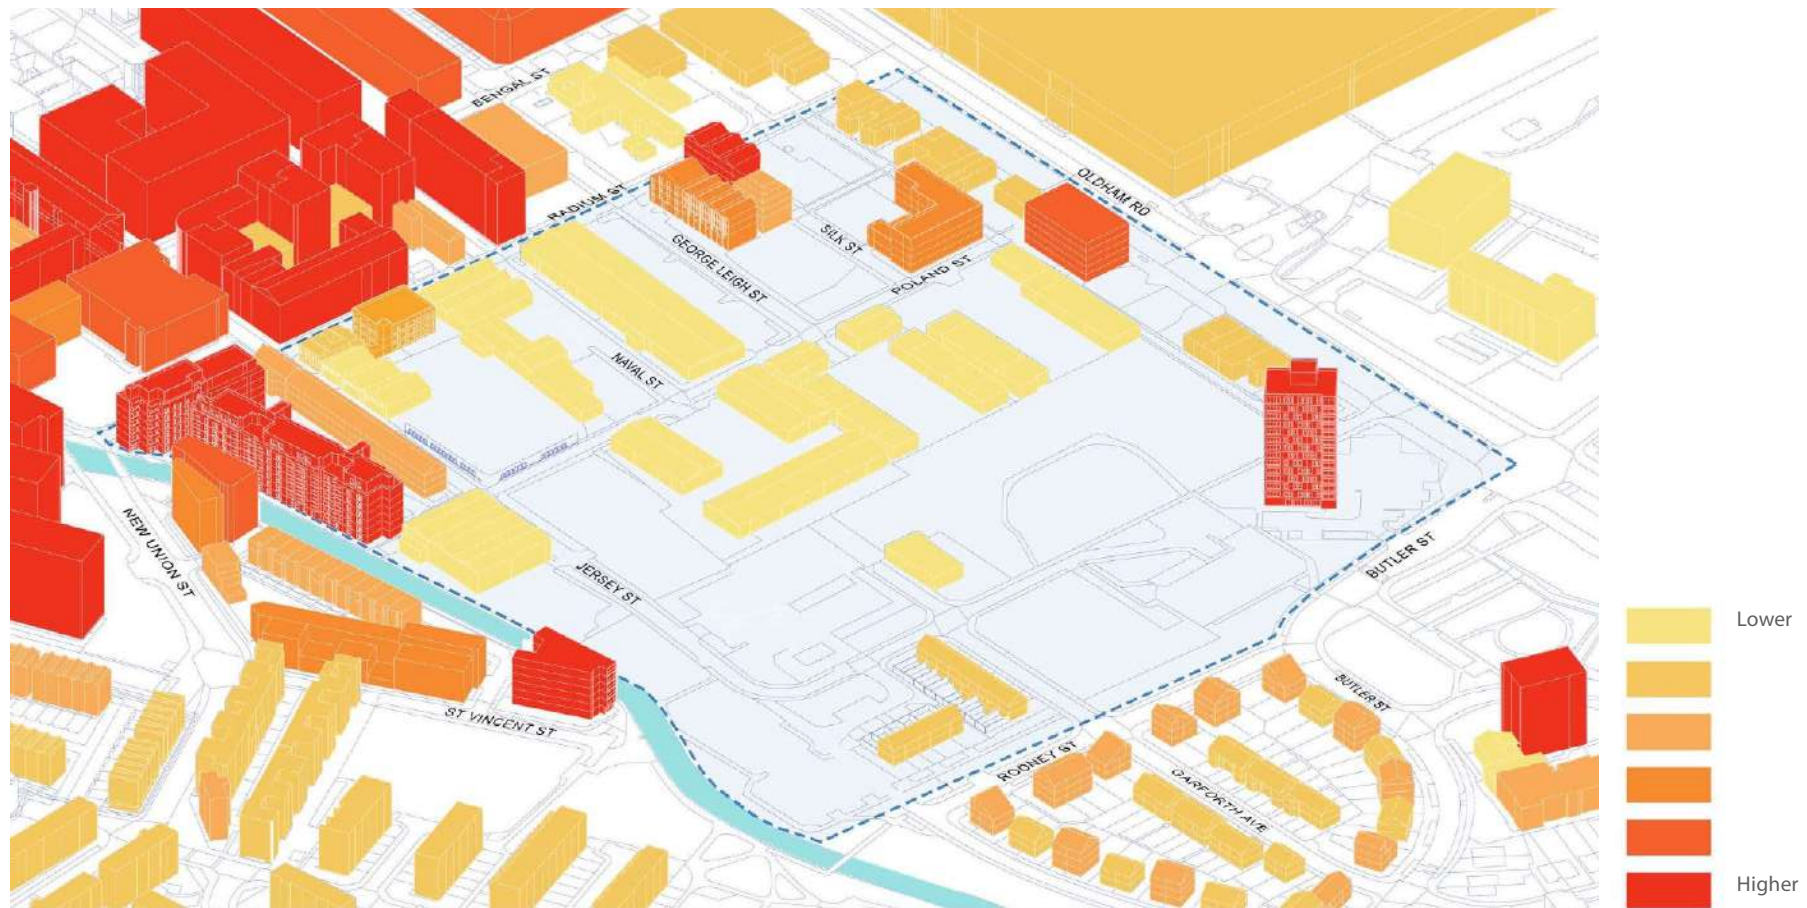 BENGAL ST
RADIUM ST
OLDHAM RD
SILK ST
GEORGE LEIGH ST
POLAND ST
NAVAL ST
NEW UNION ST
JERSEY ST
BUTLER ST
Lower
BUTLER ST
ST VINCENT ST
ROONEY ST
GARFORTH AVE
Higher